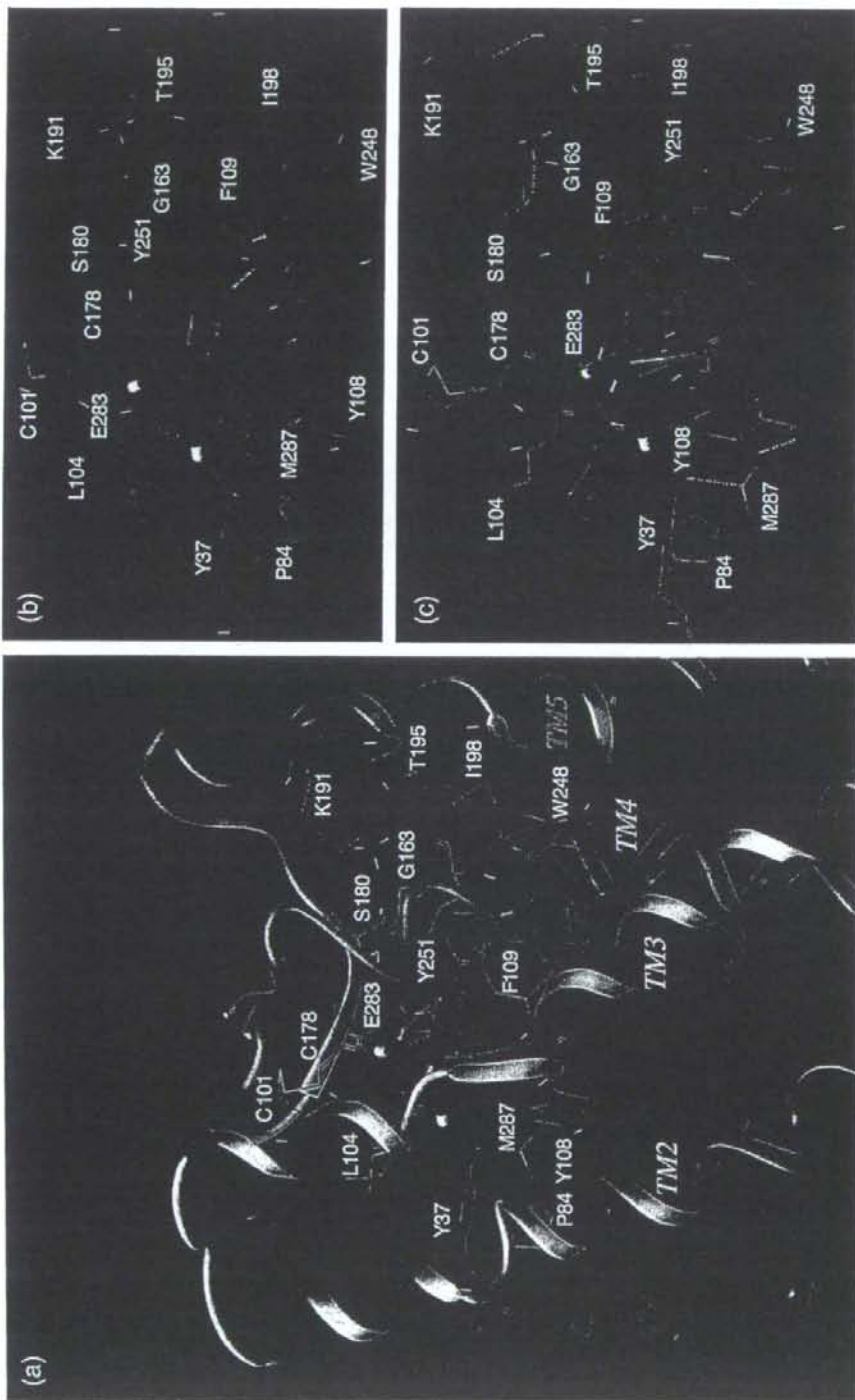 (a)
K191
T195
I198
TM5
S180
G163
W248
TM4
C178
E283
Y251
F109
TM3
C101
L104
M287
Y108
P84
TM2
Y37
(b)
K191
T195
I198
S180
Y251
G163
F109
W248
C178
C101
E283
L104
Y108
M287
Y37
P84
(c)
K191
T195
I198
G163
Y251
W248
S180
F109
C101
C178
E283
L104
Y108
Y37
M287
P84